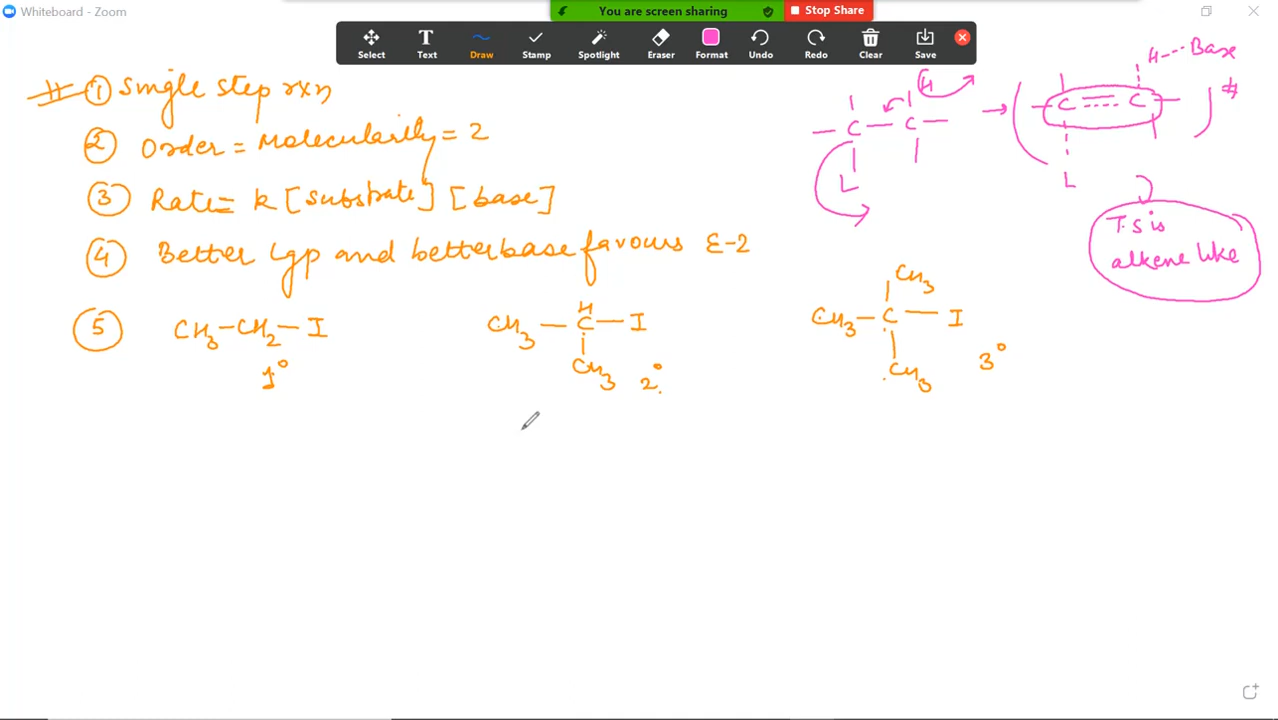 Whiteboard - Zoom
You are screen sharing
Stop Share
Select Text Draw Stamp Spotlight Eraser Format Undo Redo Clear Save
① Single step rxn
② Order = Molecularity = 2
③ Rate = k [substrate] [base]
④ Better Lgp and better base favours E-2
⑤ CH3-CH2-I
1°
H
CH3-C-I
CH3
2°
CH3
CH3-C-I
CH3
3°
H
C-C
L
→
H---Base
C=C
L
#
T.S is
alkene like